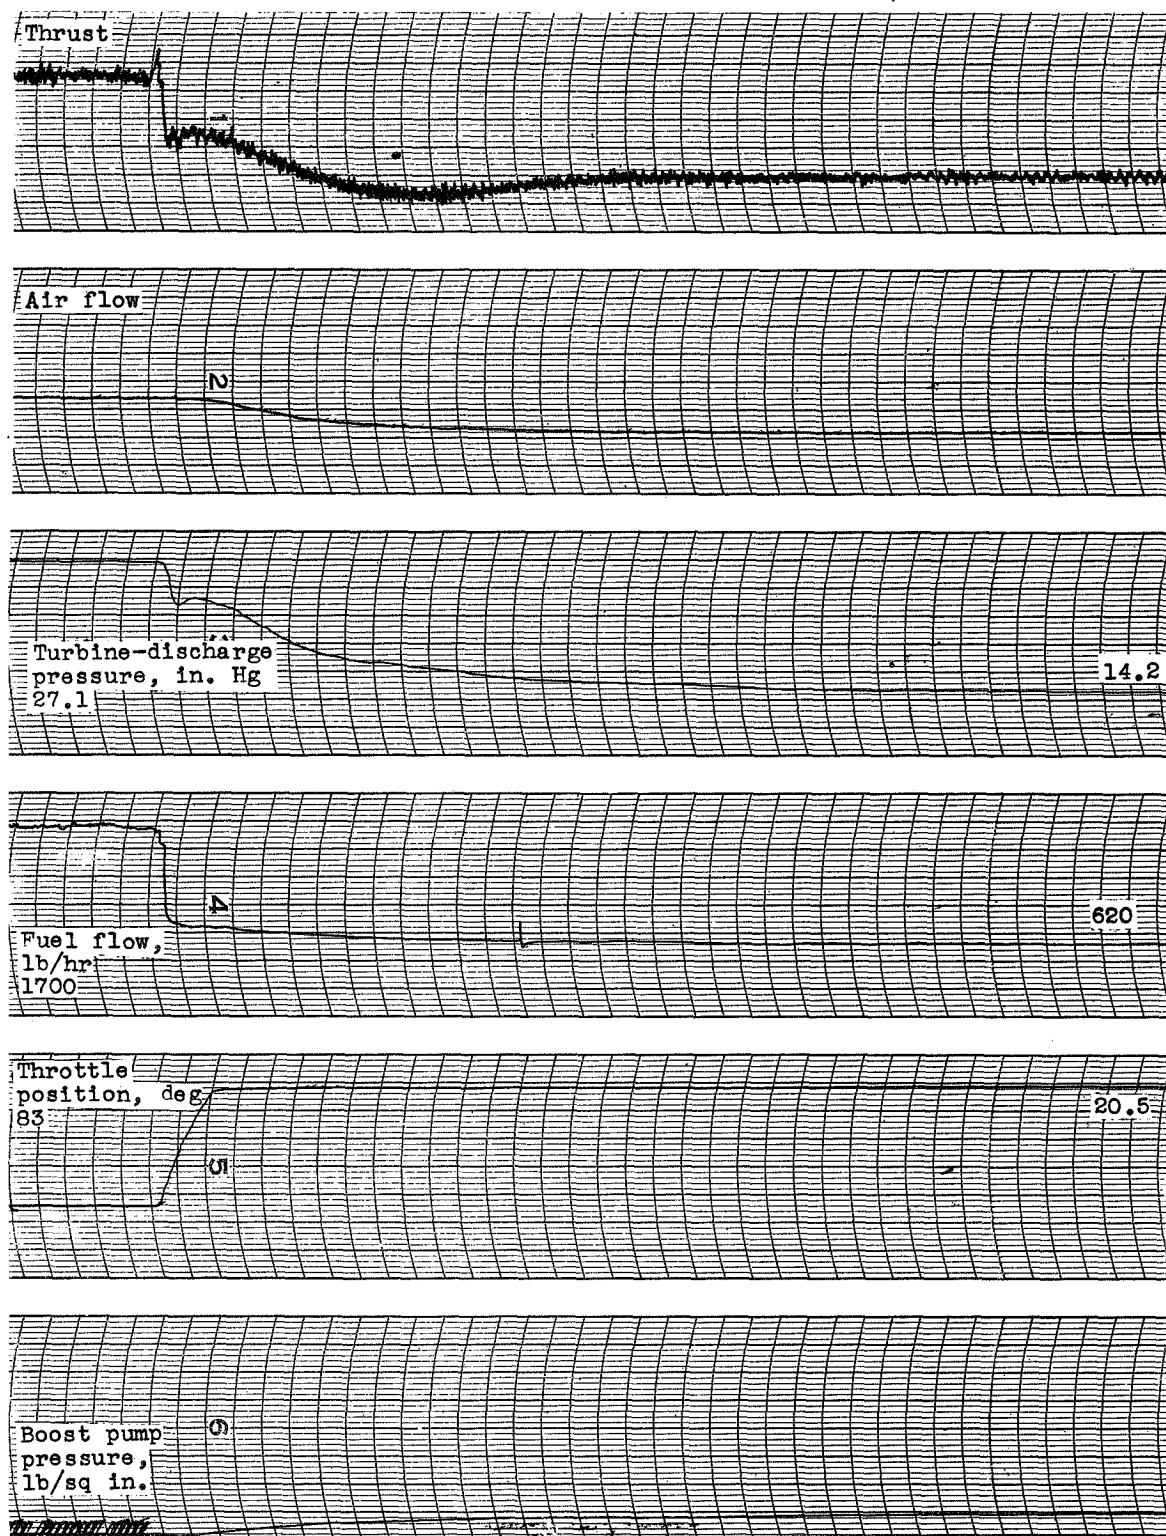 Thrust
Air flow
2
Turbine-discharge
pressure, in. Hg
27.1
14.2
4
620
Fuel flow,
lb/hr
1700
Throttle
position, deg
83
20.5
5
6
Boost pump
pressure,
lb/sq in.